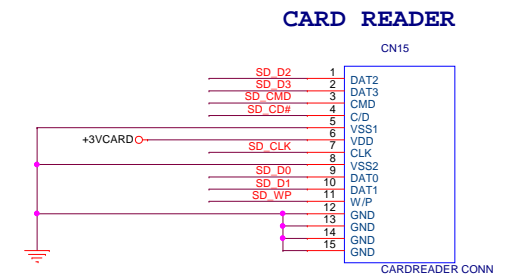 CARD READER
CN15
SD_D2 1 DAT2
SD_D3 2 DAT3
SD_CMD 3 CMD
SD_CD# 4 C/D
5 VSS1
+3VCARD 6 VDD
SD_CLK 7 CLK
8 VSS2
SD_D0 9 DAT0
SD_D1 10 DAT1
SD_WP 11 W/P
12 GND
13 GND
14 GND
15 GND
CARDREADER CONN